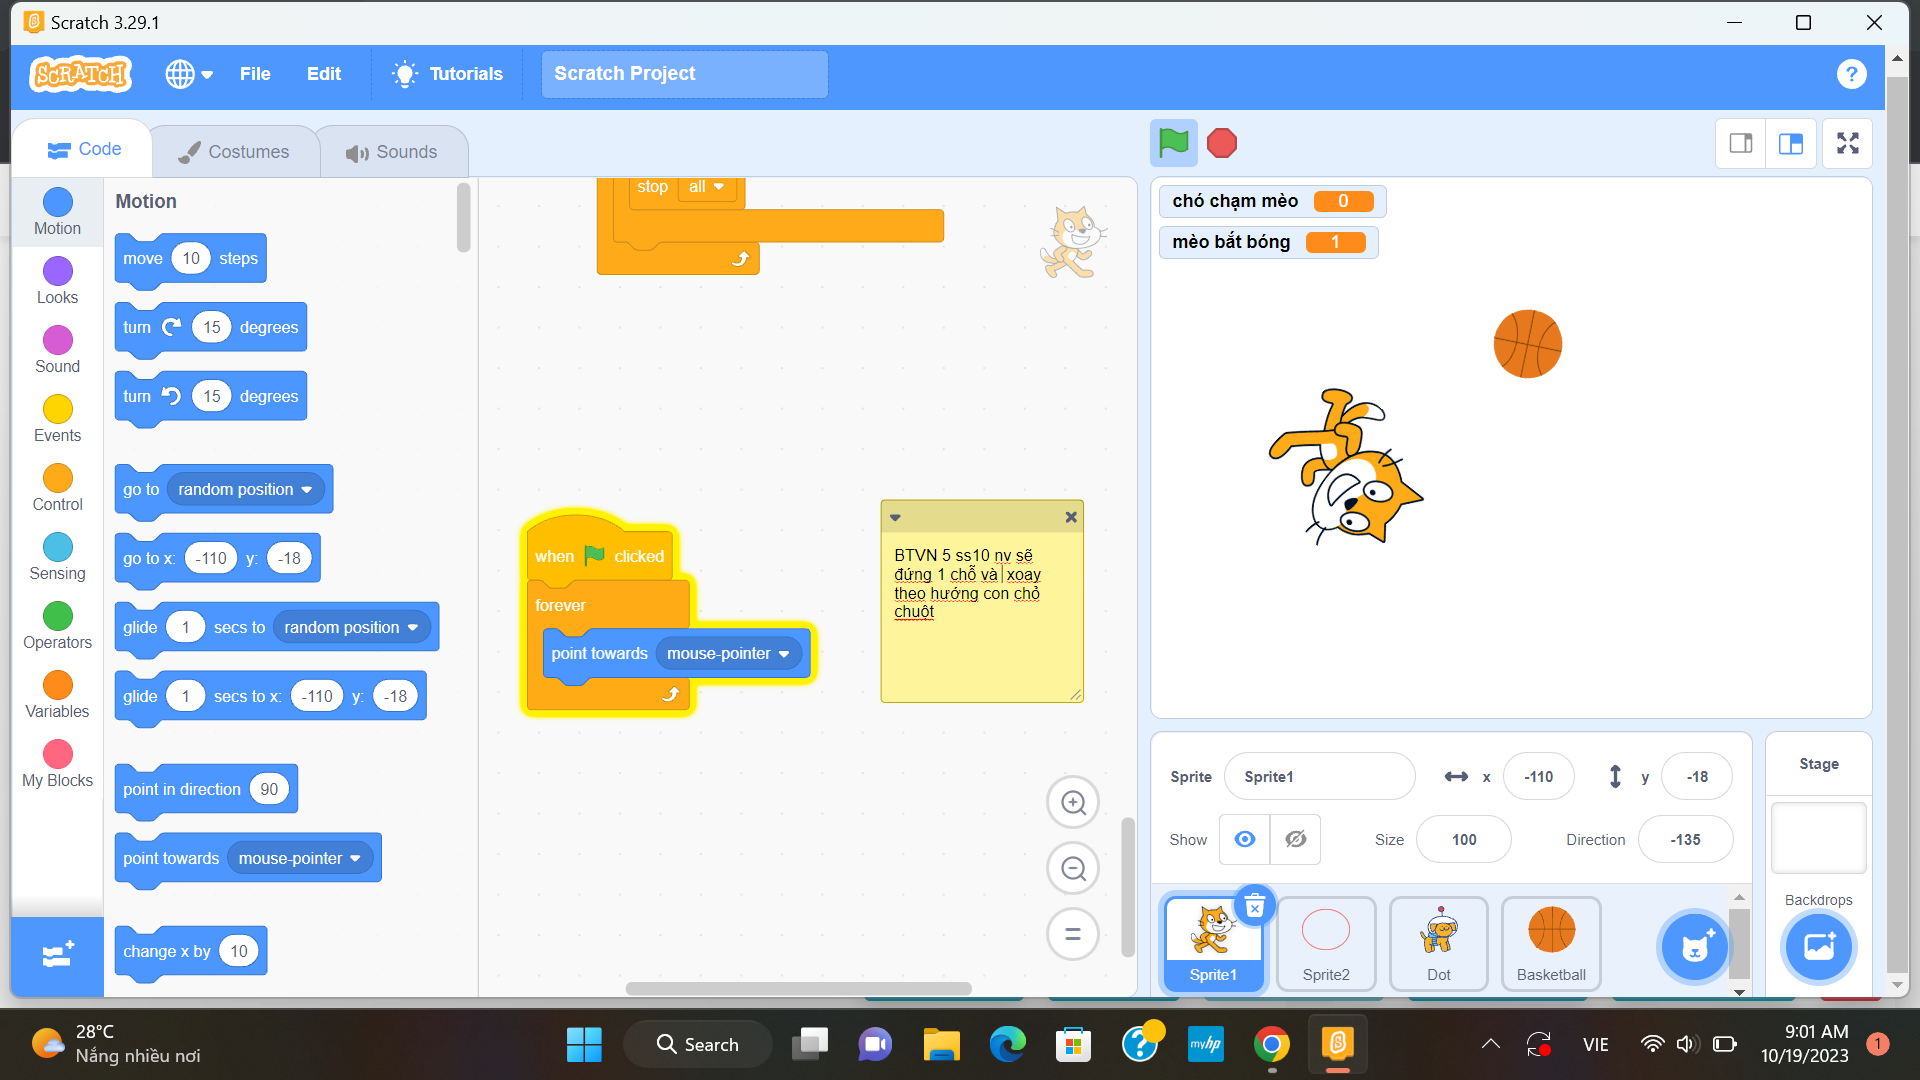 Scratch 3.29.1
SCRATCH
File
Edit
Tutorials
Scratch Project
?
Code
Costumes
Sounds
Motion
Looks
Sound
Events
Control
Sensing
Operators
Variables
My Blocks
Motion
move 10 steps
turn 15 degrees
turn 15 degrees
go to random position
go to x: -110 y: -18
glide 1 secs to random position
glide 1 secs to x: -110 y: -18
point in direction 90
point towards mouse-pointer
change x by 10
stop all
when clicked
forever
point towards mouse-pointer
BTVN 5 ss10 nv sẽ
đứng 1 chỗ và xoay
theo hướng con chỏ
chuột
chó chạm mèo 0
mèo bắt bóng 1
Sprite Sprite1 x -110 y -18
Show Size 100 Direction -135
Sprite1
Sprite2
Dot
Basketball
Stage
Backdrops
28°C
Nắng nhiều nơi
Search
myhp
VIE
9:01 AM
10/19/2023
1